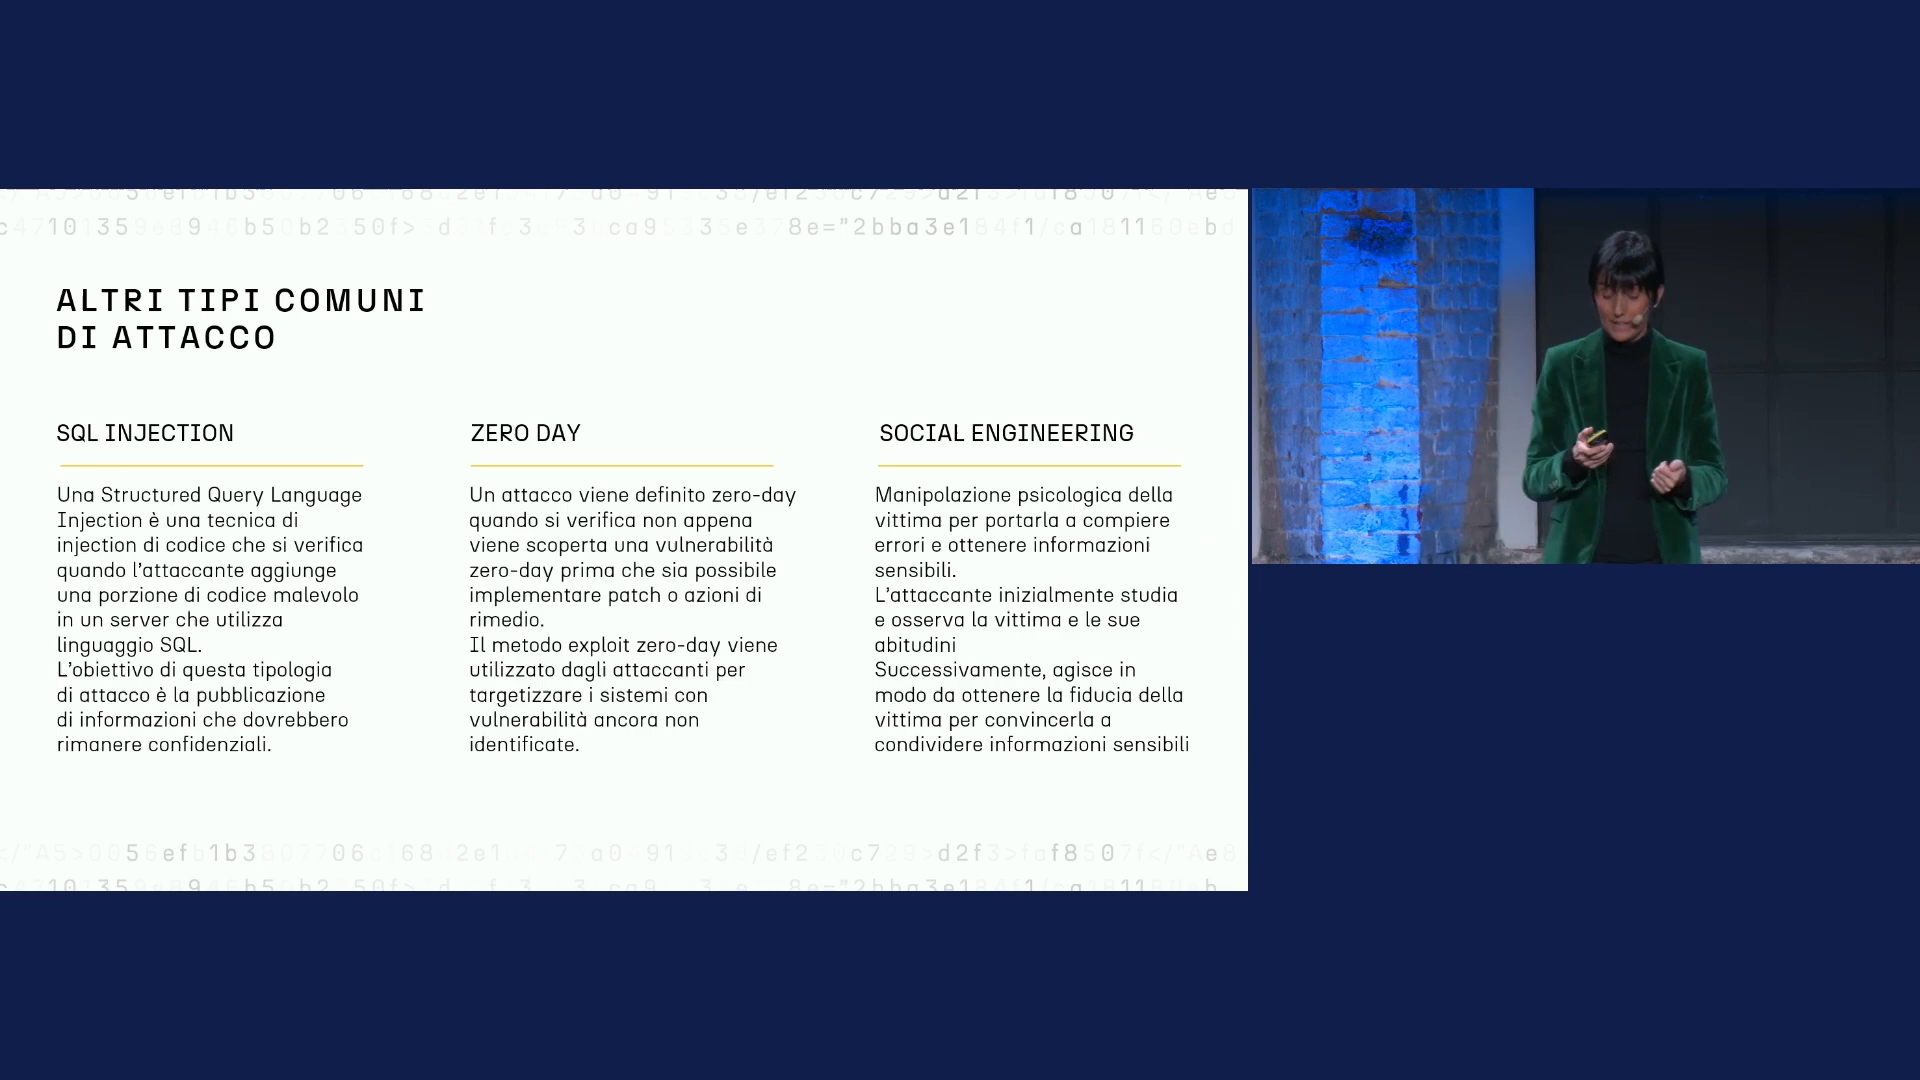 ALTRI TIPI COMUNI
DI ATTACCO
SQL INJECTION
Una Structured Query Language
Injection è una tecnica di
injection di codice che si verifica
quando l'attaccante aggiunge
una porzione di codice malevolo
in un server che utilizza
linguaggio SQL.
L'obiettivo di questa tipologia
di attacco è la pubblicazione
di informazioni che dovrebbero
rimanere confidenziali.
ZERO DAY
Un attacco viene definito zero-day
quando si verifica non appena
viene scoperta una vulnerabilità
zero-day prima che sia possibile
implementare patch o azioni di
rimedio.
Il metodo exploit zero-day viene
utilizzato dagli attaccanti per
targetizzare i sistemi con
vulnerabilità ancora non
identificate.
SOCIAL ENGINEERING
Manipolazione psicologica della
vittima per portarla a compiere
errori e ottenere informazioni
sensibili.
L'attaccante inizialmente studia
e osserva la vittima e le sue
abitudini
Successivamente, agisce in
modo da ottenere la fiducia della
vittima per convincerla a
condividere informazioni sensibili